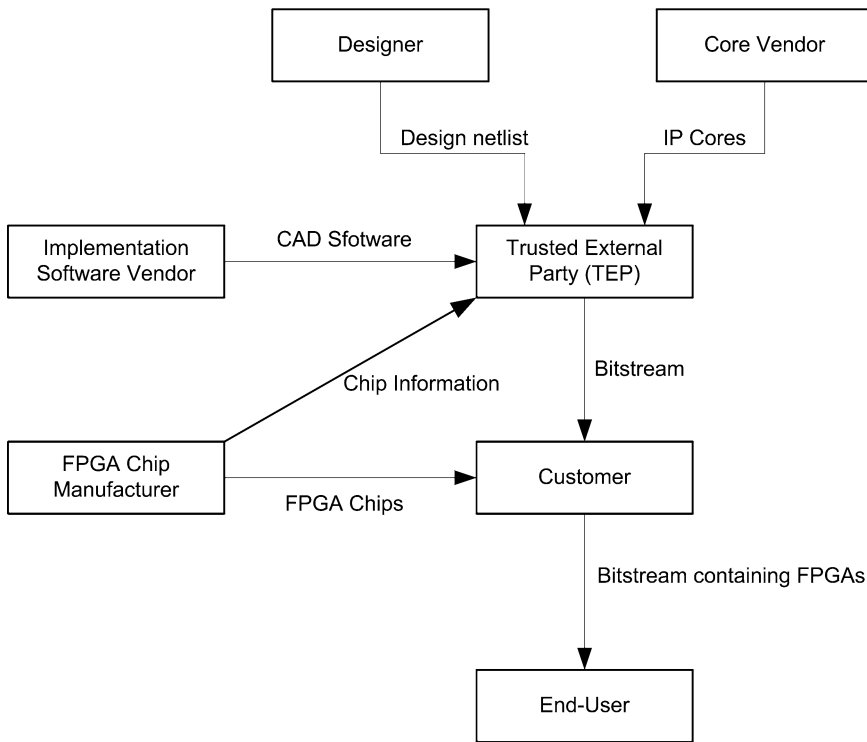 Designer
Core Vendor
Design netlist
IP Cores
Implementation
Software Vendor
CAD Sfotware
Trusted External
Party (TEP)
Chip Information
Bitstream
FPGA Chip
Manufacturer
FPGA Chips
Customer
Bitstream containing FPGAs
End-User